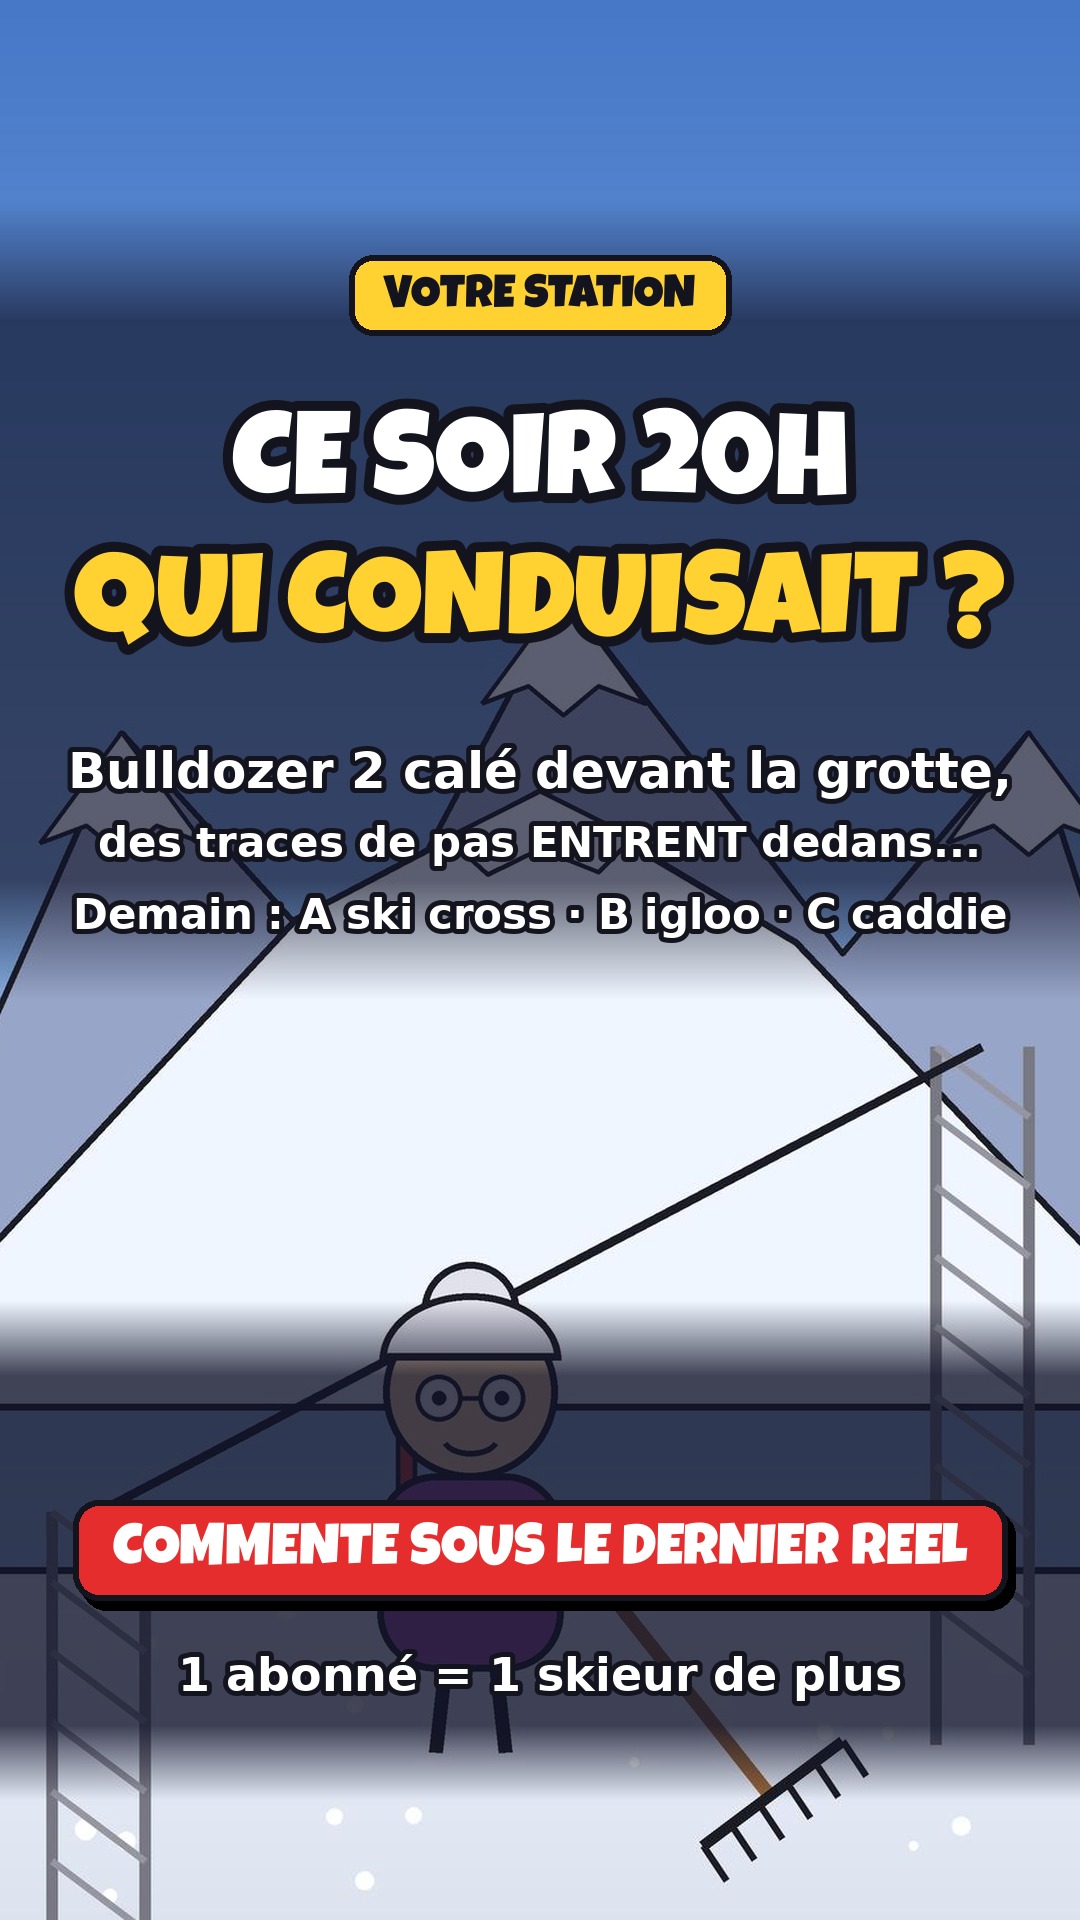 VOTRE STATION
CE SOIR 20H
QUI CONDUISAIT ?
Bulldozer 2 calé devant la grotte,
des traces de pas ENTRENT dedans...
Demain : A ski cross · B igloo · C caddie
COMMENTE SOUS LE DERNIER REEL
1 abonné = 1 skieur de plus